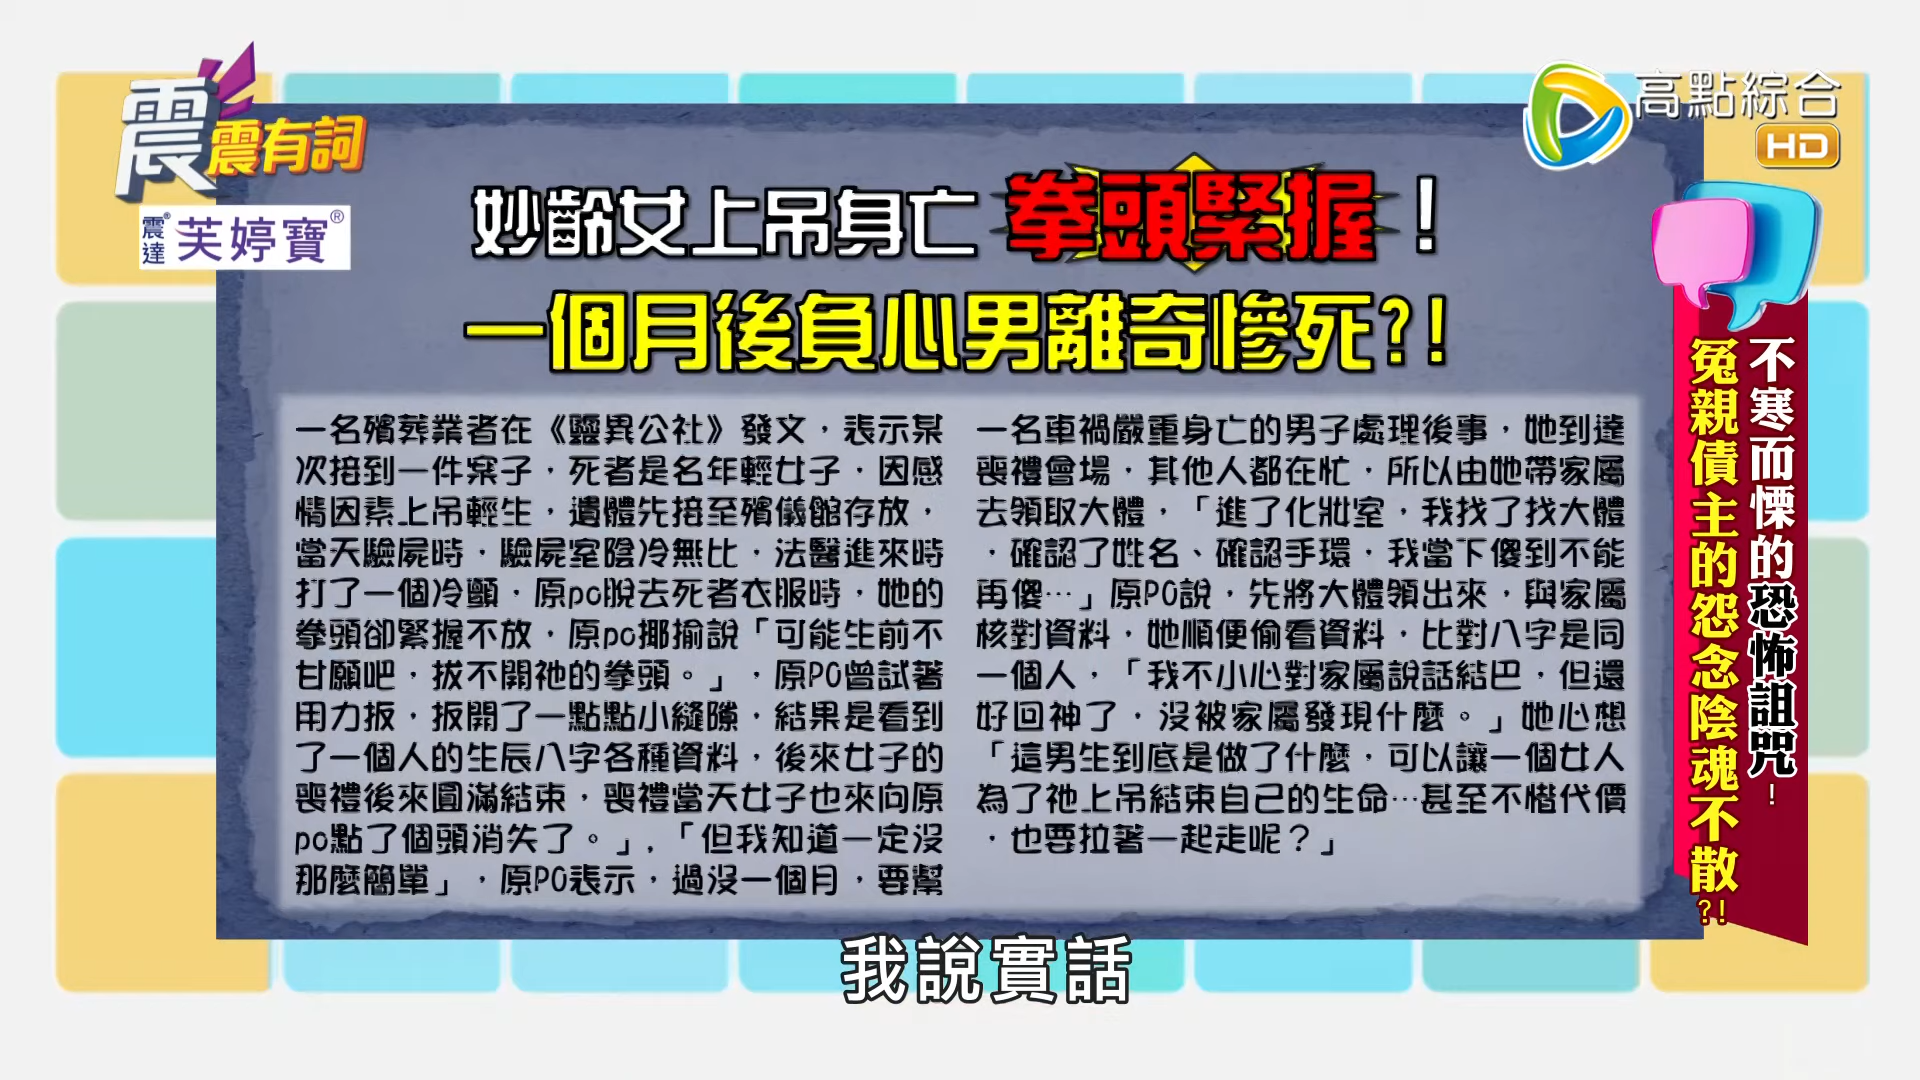 震震有詞
震達® 芙婷寶®
高點綜合
HD
妙齡女上吊身亡 拳頭緊握！
一個月後負心男離奇慘死?!
一名殯葬業者在《靈異公社》發文，表示某
次接到一件案子，死者是名年輕女子，因感
情因素上吊輕生，遺體先接至殯儀館存放，
當天驗屍時，驗屍室陰冷無比，法醫進來時
打了一個冷顫，原po脫去死者衣服時，她的
拳頭卻緊握不放，原po揶揄說「可能生前不
甘願吧，拔不開祂的拳頭。」，原PO曾試著
用力扳，扳開了一點點小縫隙，結果是看到
了一個人的生辰八字各種資料，後來女子的
喪禮後來圓滿結束，喪禮當天女子也來向原
po點了個頭消失了。」,「但我知道一定沒
那麼簡單」，原PO表示，過沒一個月，要幫
一名車禍嚴重身亡的男子處理後事，她到達
喪禮會場，其他人都在忙，所以由她帶家屬
去領取大體，「進了化妝室，我找了找大體
，確認了姓名、確認手環，我當下傻到不能
再傻…」原PO說，先將大體領出來，與家屬
核對資料，她順便偷看資料，比對八字是同
一個人，「我不小心對家屬說話結巴，但還
好回神了，沒被家屬發現什麼。」她心想
「這男生到底是做了什麼，可以讓一個女人
為了祂上吊結束自己的生命…甚至不惜代價
，也要拉著一起走呢？」
不寒而慄的恐怖詛咒！
冤親債主的怨念陰魂不散?!
我說實話